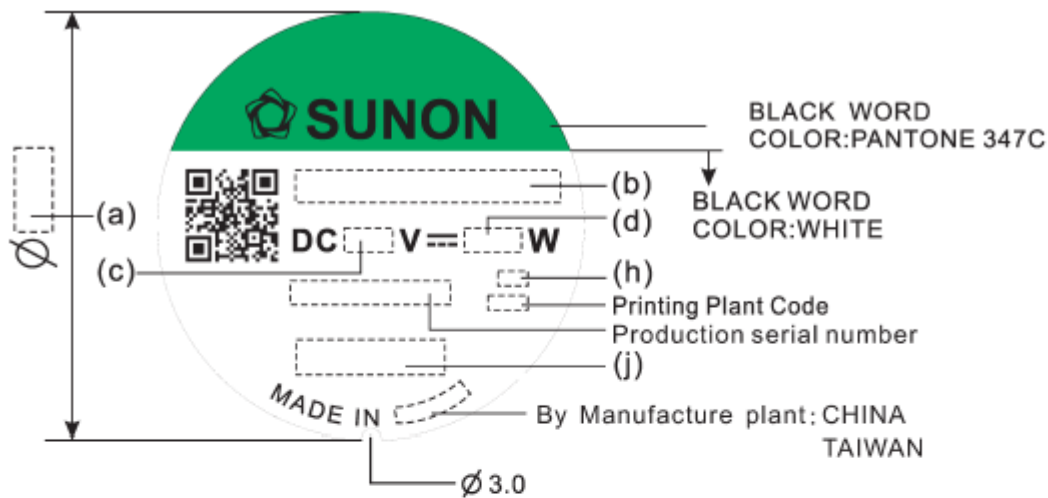 SUNON
BLACK WORD
COLOR:PANTONE 347C
(b)
BLACK WORD
COLOR:WHITE
(a)
(d)
DC V W
(c)
(h)
Printing Plant Code
Production serial number
(j)
MADE IN
By Manufacture plant: CHINA
TAIWAN
Ø
Ø 3.0